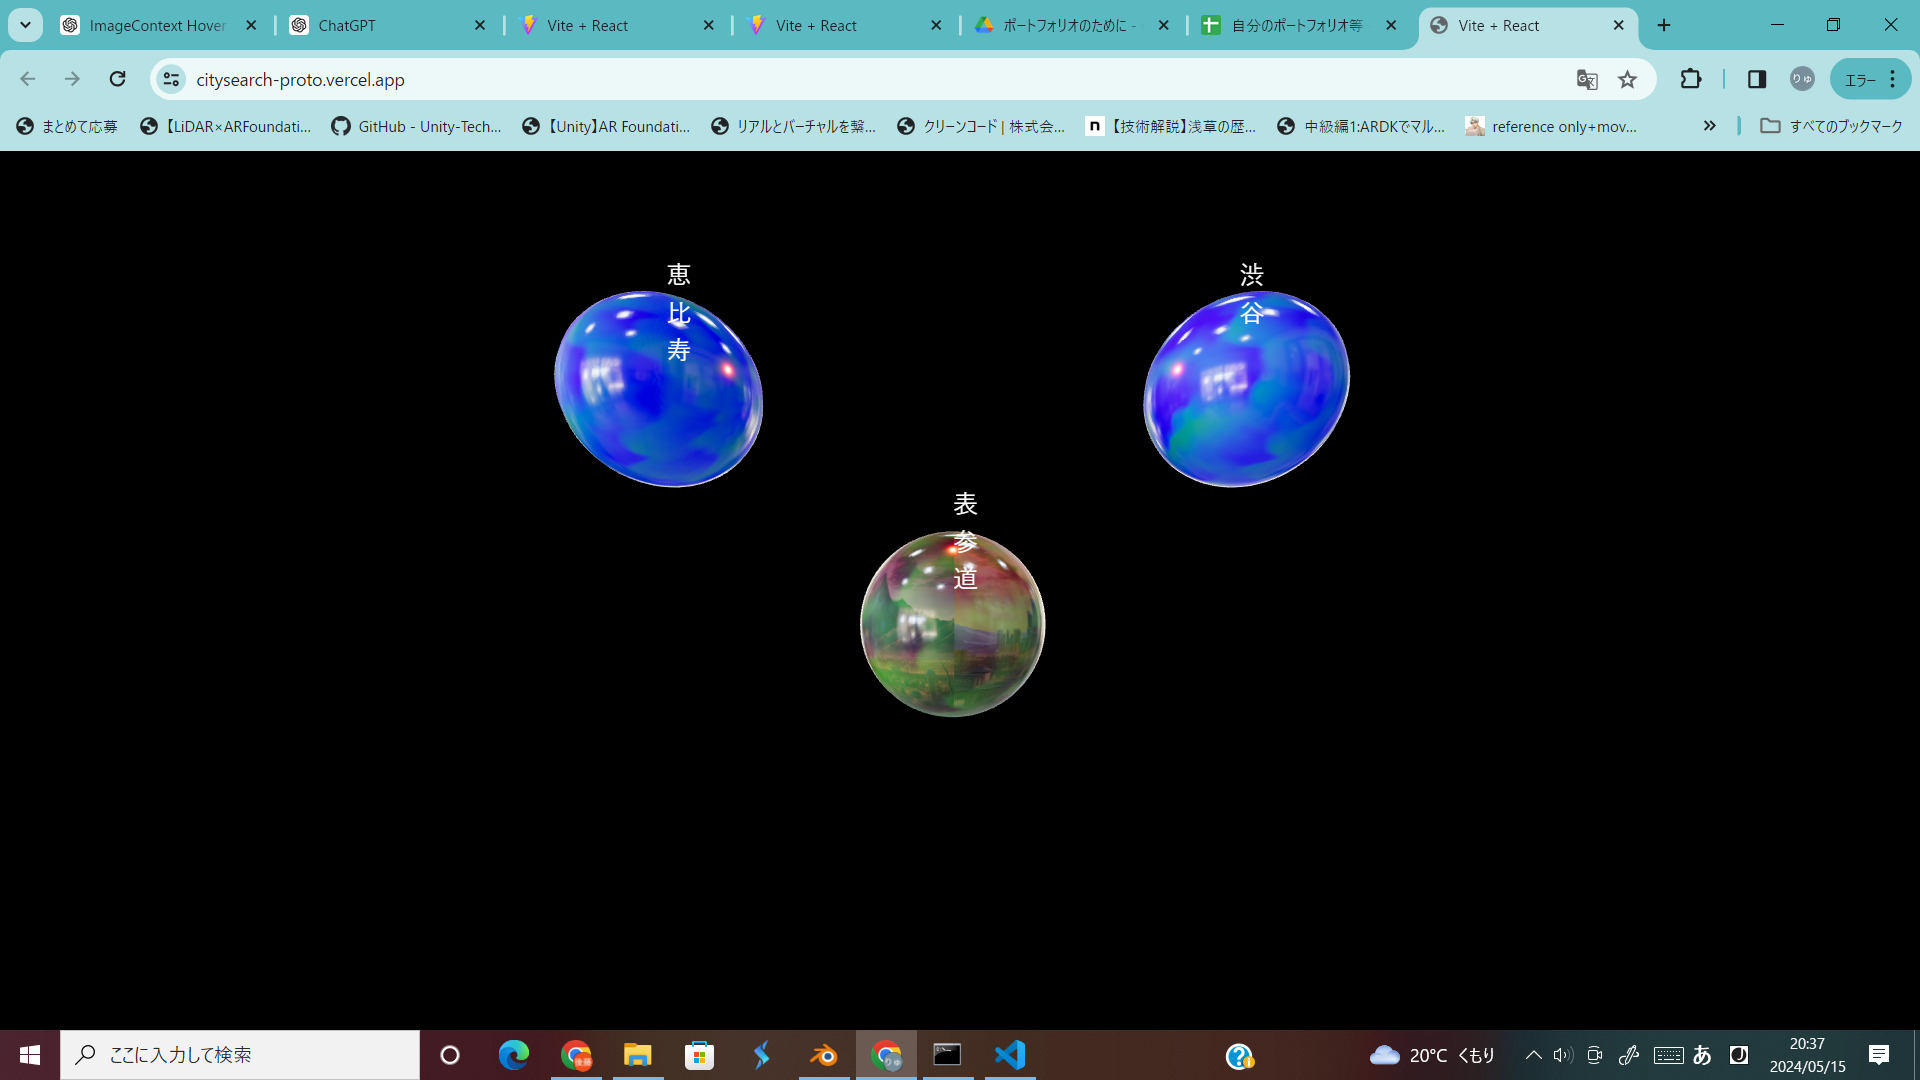 ImageContext Hover
ChatGPT
Vite + React
Vite + React
ポートフォリオのために -
自分のポートフォリオ等
Vite + React
citysearch-proto.vercel.app
りゅ
エラー
まとめて応募
【LiDAR×ARFoundati...
GitHub - Unity-Tech...
【Unity】AR Foundati...
リアルとバーチャルを繋...
クリーンコード | 株式会...
n
【技術解説】浅草の歴...
中級編1:ARDKでマル...
reference only+mov...
»
すべてのブックマーク
恵比寿
渋谷
表参道
ここに入力して検索
20°C くもり
あ
20:37
2024/05/15